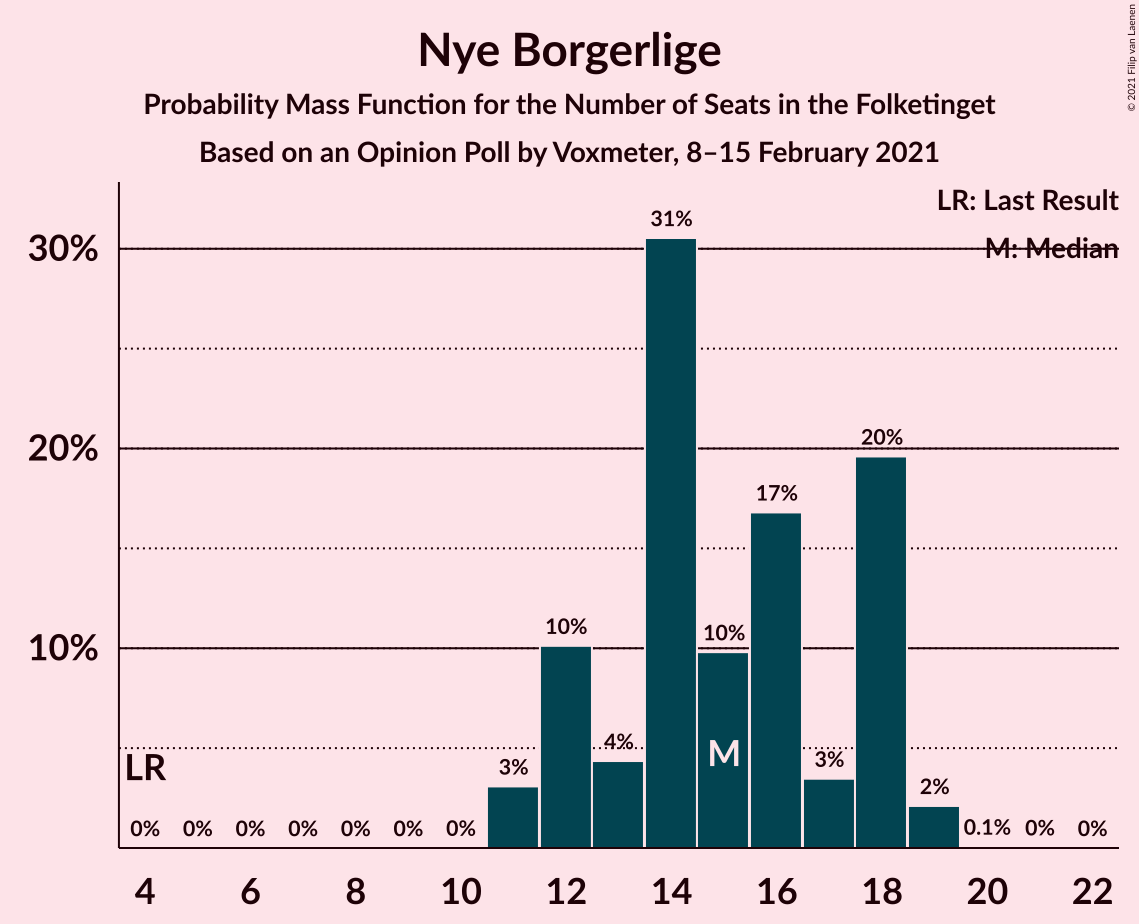 © 2021 Filip van Laenen
Nye Borgerlige
Probability Mass Function for the Number of Seats in the Folketinget
Based on an Opinion Poll by Voxmeter, 8–15 February 2021
LR: Last Result
M: Median
30%
20%
10%
31%
20%
17%
10%
10%
4%
3%
3%
2%
M
LR
0%
0%
0%
0%
0%
0%
0%
0.1%
0%
0%
4 6 8 10 12 14 16 18 20 22